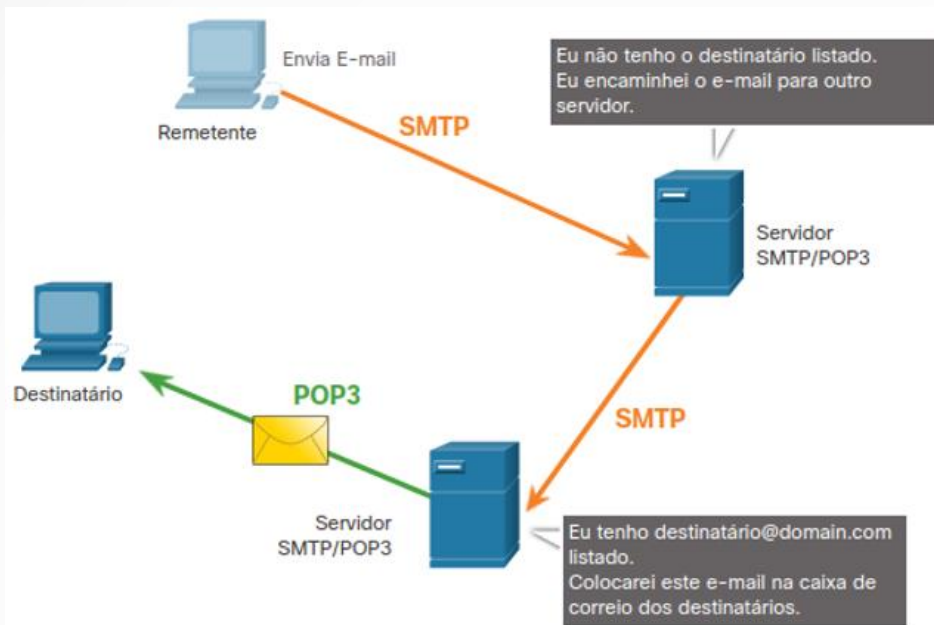 Envia E-mail
Remetente
SMTP
Eu não tenho o destinatário listado.
Eu encaminhei o e-mail para outro
servidor.
Servidor
SMTP/POP3
Destinatário
POP3
SMTP
Servidor
SMTP/POP3
Eu tenho destinatário@domain.com
listado.
Colocarei este e-mail na caixa de
correio dos destinatários.